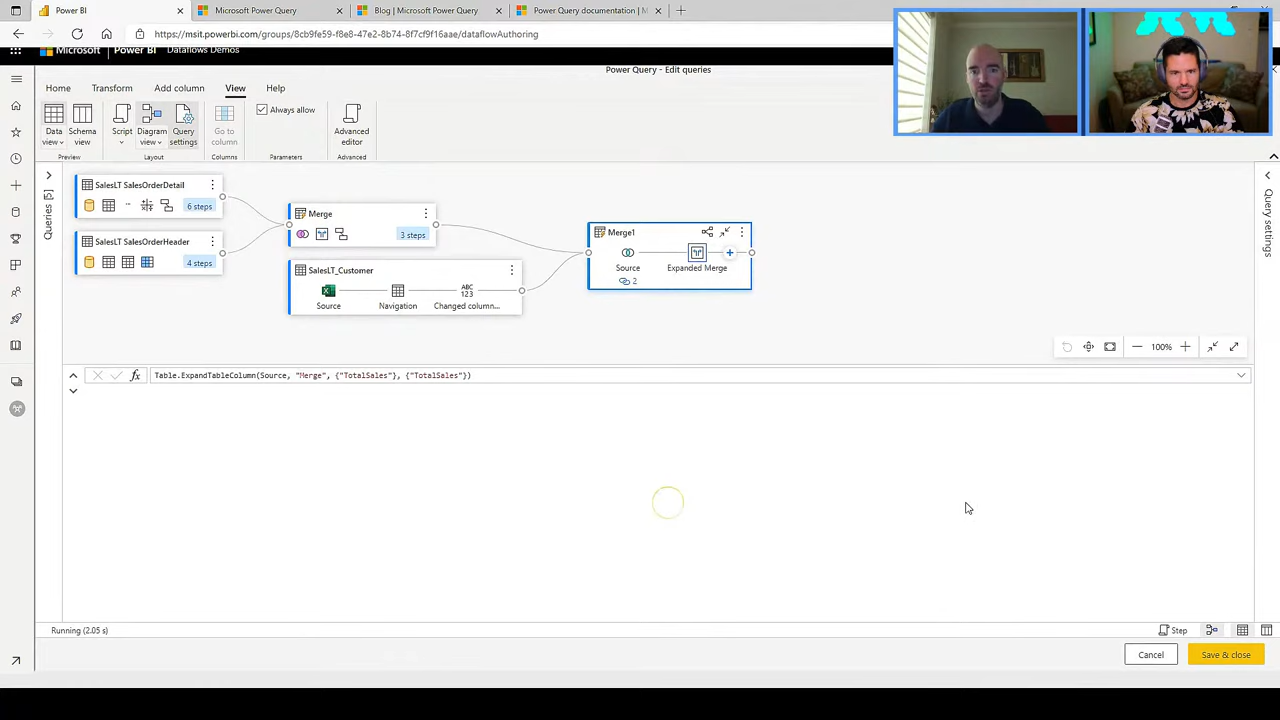 Power BI
Microsoft Power Query
Blog | Microsoft Power Query
Power Query documentation | M
https://msit.powerbi.com/groups/8cb9fe59-f8e8-47e2-8b74-8f7cf9f16aae/dataflowAuthoring
Microsoft Power BI Dataflows Demos
Power Query - Edit queries
Home Transform Add column View Help
Data view
Schema view
Preview
Script
Diagram view
Query settings
Layout
Go to column
Columns
Always allow
Parameters
Advanced editor
Advanced
Queries [5]
SalesLT SalesOrderDetail
6 steps
SalesLT SalesOrderHeader
4 steps
Merge
3 steps
SalesLT_Customer
Source Navigation ABC 123 Changed column...
Merge1
Source Expanded Merge
2
Query settings
100%
fx Table.ExpandTableColumn(Source, "Merge", {"TotalSales"}, {"TotalSales"})
Running (2.05 s)
Step
Cancel Save & close